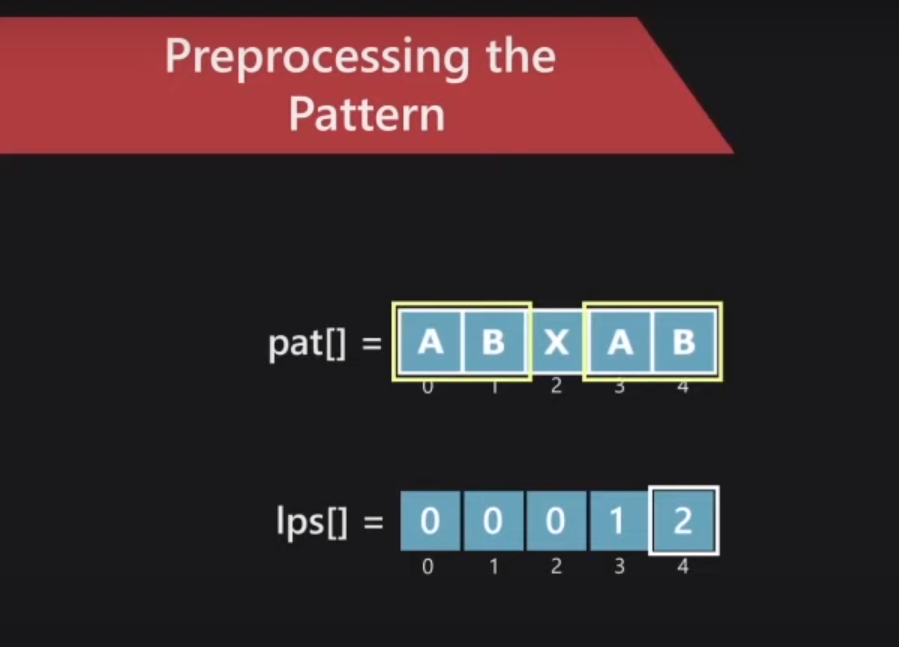 Preprocessing the
Pattern
pat[] = A B X A B
0 1 2 3 4
lps[] = 0 0 0 1 2
0 1 2 3 4